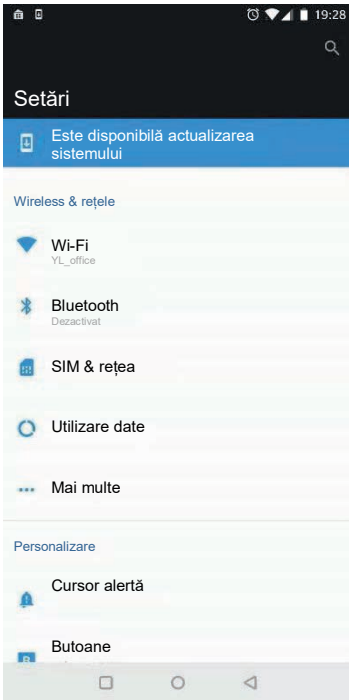 19:28
Setări
Este disponibilă actualizarea
sistemului
Wireless & rețele
Wi-Fi
YL_office
Bluetooth
Dezactivat
SIM & rețea
Utilizare date
Mai multe
Personalizare
Cursor alertă
Butoane